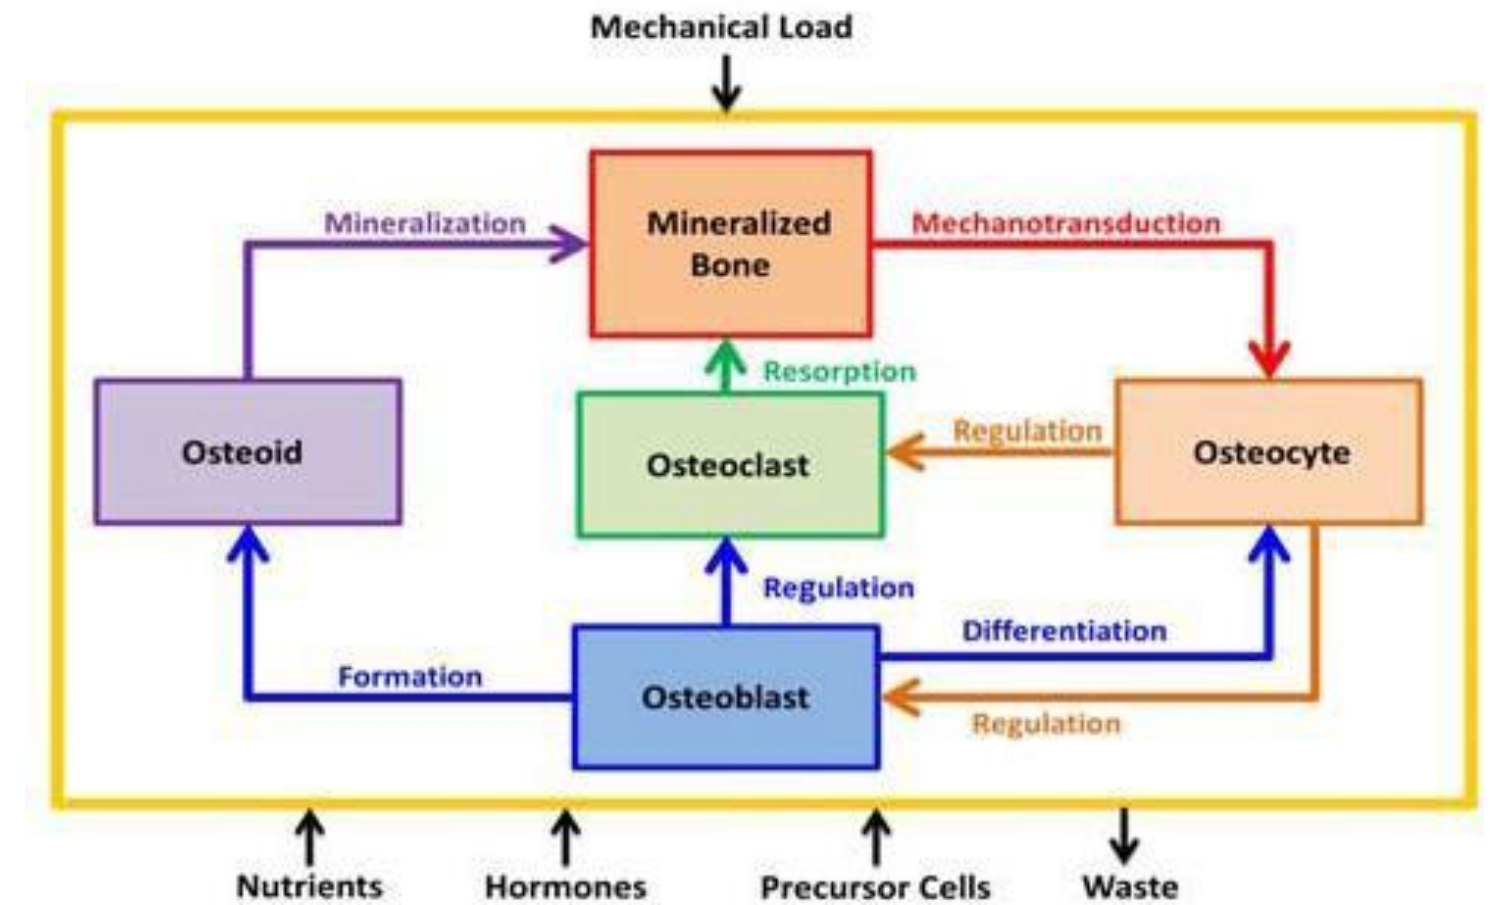 Mechanical Load
Mineralization
Mineralized
Bone
Mechanotransduction
Resorption
Osteoid
Osteoclast
Regulation
Osteocyte
Regulation
Differentiation
Formation
Osteoblast
Regulation
Nutrients
Hormones
Precursor Cells
Waste